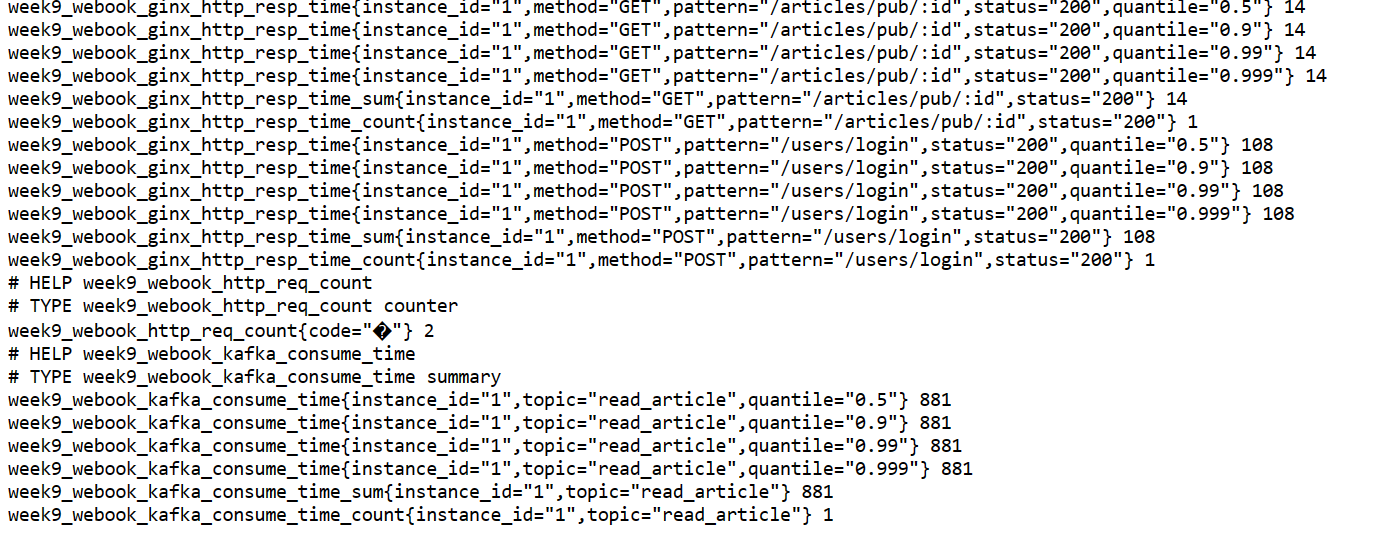 week9_webook_ginx_http_resp_time{instance_id="1",method="GET",pattern="/articles/pub/:id",status="200",quantile="0.5"} 14
week9_webook_ginx_http_resp_time{instance_id="1",method="GET",pattern="/articles/pub/:id",status="200",quantile="0.9"} 14
week9_webook_ginx_http_resp_time{instance_id="1",method="GET",pattern="/articles/pub/:id",status="200",quantile="0.99"} 14
week9_webook_ginx_http_resp_time{instance_id="1",method="GET",pattern="/articles/pub/:id",status="200",quantile="0.999"} 14
week9_webook_ginx_http_resp_time_sum{instance_id="1",method="GET",pattern="/articles/pub/:id",status="200"} 14
week9_webook_ginx_http_resp_time_count{instance_id="1",method="GET",pattern="/articles/pub/:id",status="200"} 1
week9_webook_ginx_http_resp_time{instance_id="1",method="POST",pattern="/users/login",status="200",quantile="0.5"} 108
week9_webook_ginx_http_resp_time{instance_id="1",method="POST",pattern="/users/login",status="200",quantile="0.9"} 108
week9_webook_ginx_http_resp_time{instance_id="1",method="POST",pattern="/users/login",status="200",quantile="0.99"} 108
week9_webook_ginx_http_resp_time{instance_id="1",method="POST",pattern="/users/login",status="200",quantile="0.999"} 108
week9_webook_ginx_http_resp_time_sum{instance_id="1",method="POST",pattern="/users/login",status="200"} 108
week9_webook_ginx_http_resp_time_count{instance_id="1",method="POST",pattern="/users/login",status="200"} 1
# HELP week9_webook_http_req_count
# TYPE week9_webook_http_req_count counter
week9_webook_http_req_count{code="�"} 2
# HELP week9_webook_kafka_consume_time
# TYPE week9_webook_kafka_consume_time summary
week9_webook_kafka_consume_time{instance_id="1",topic="read_article",quantile="0.5"} 881
week9_webook_kafka_consume_time{instance_id="1",topic="read_article",quantile="0.9"} 881
week9_webook_kafka_consume_time{instance_id="1",topic="read_article",quantile="0.99"} 881
week9_webook_kafka_consume_time{instance_id="1",topic="read_article",quantile="0.999"} 881
week9_webook_kafka_consume_time_sum{instance_id="1",topic="read_article"} 881
week9_webook_kafka_consume_time_count{instance_id="1",topic="read_article"} 1